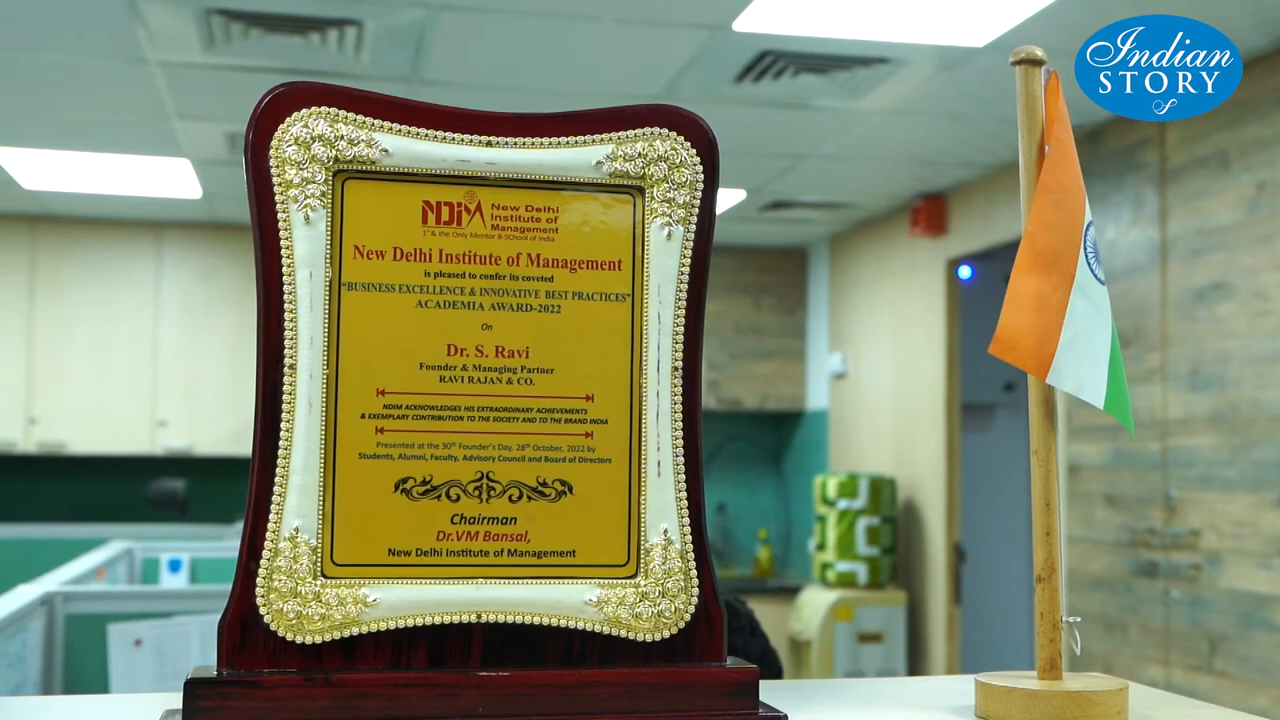 Indian
STORY
NDIM
New Delhi
Institute of
Management
1st & the Only Mentor B-School of India
New Delhi Institute of Management
is pleased to confer its coveted
“BUSINESS EXCELLENCE & INNOVATIVE BEST PRACTICES”
ACADEMIA AWARD-2022
On
Dr. S. Ravi
Founder & Managing Partner
RAVI RAJAN & CO.
NDIM ACKNOWLEDGES HIS EXTRAORDINARY ACHIEVEMENTS
& EXEMPLARY CONTRIBUTION TO THE SOCIETY AND TO THE BRAND INDIA
Presented at the 30th Founder's Day, 28th October, 2022 by
Students, Alumni, Faculty, Advisory Council and Board of Directors
Chairman
Dr.VM Bansal,
New Delhi Institute of Management